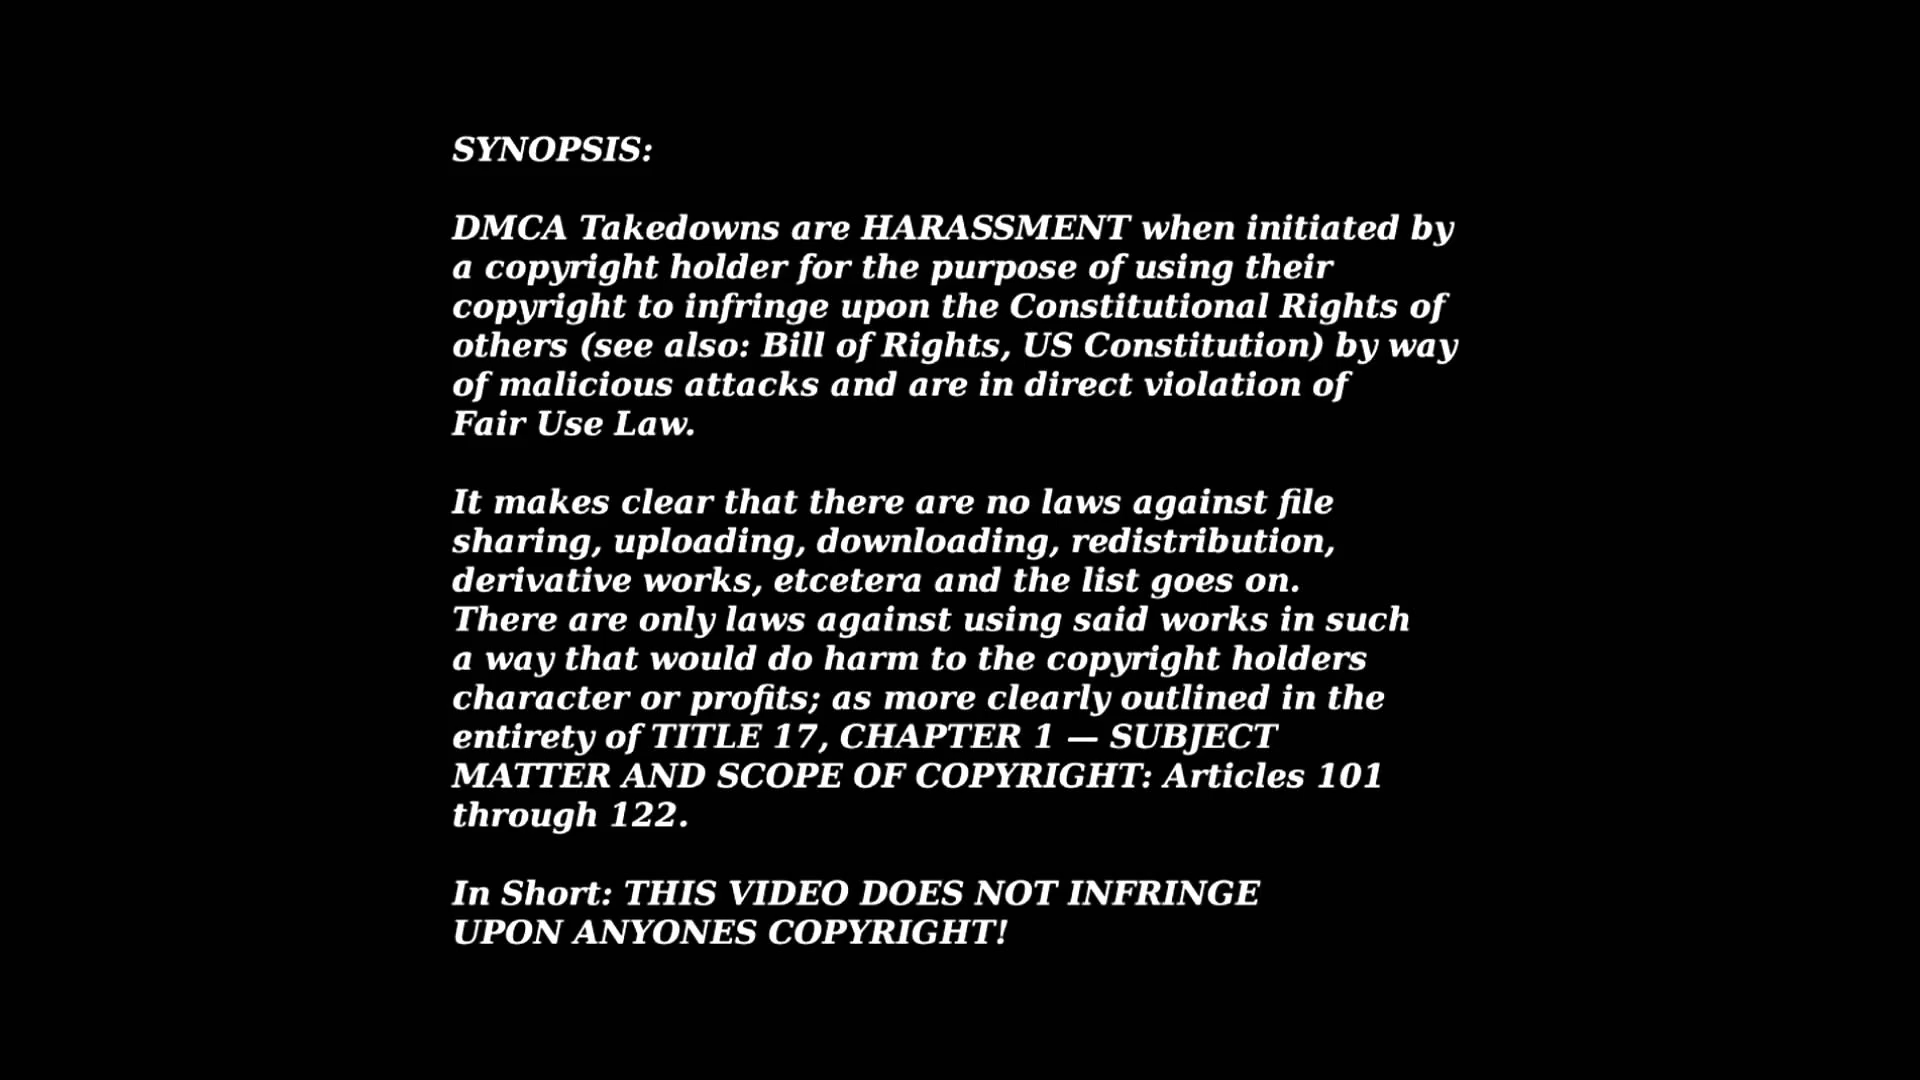 SYNOPSIS:
DMCA Takedowns are HARASSMENT when initiated by
a copyright holder for the purpose of using their
copyright to infringe upon the Constitutional Rights of
others (see also: Bill of Rights, US Constitution) by way
of malicious attacks and are in direct violation of
Fair Use Law.
It makes clear that there are no laws against file
sharing, uploading, downloading, redistribution,
derivative works, etcetera and the list goes on.
There are only laws against using said works in such
a way that would do harm to the copyright holders
character or profits; as more clearly outlined in the
entirety of TITLE 17, CHAPTER 1 — SUBJECT
MATTER AND SCOPE OF COPYRIGHT: Articles 101
through 122.
In Short: THIS VIDEO DOES NOT INFRINGE
UPON ANYONES COPYRIGHT!